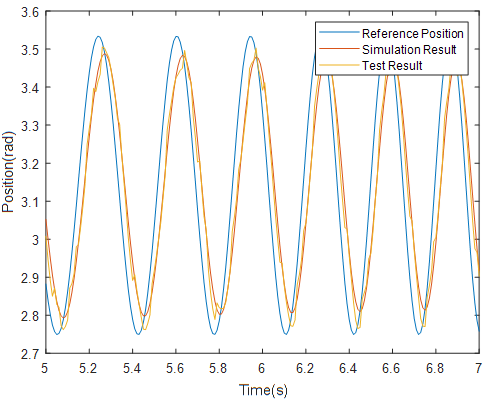 Reference Position
Simulation Result
Test Result
Position(rad)
3.6
3.5
3.4
3.3
3.2
3.1
3
2.9
2.8
2.7
5 5.2 5.4 5.6 5.8 6 6.2 6.4 6.6 6.8 7
Time(s)